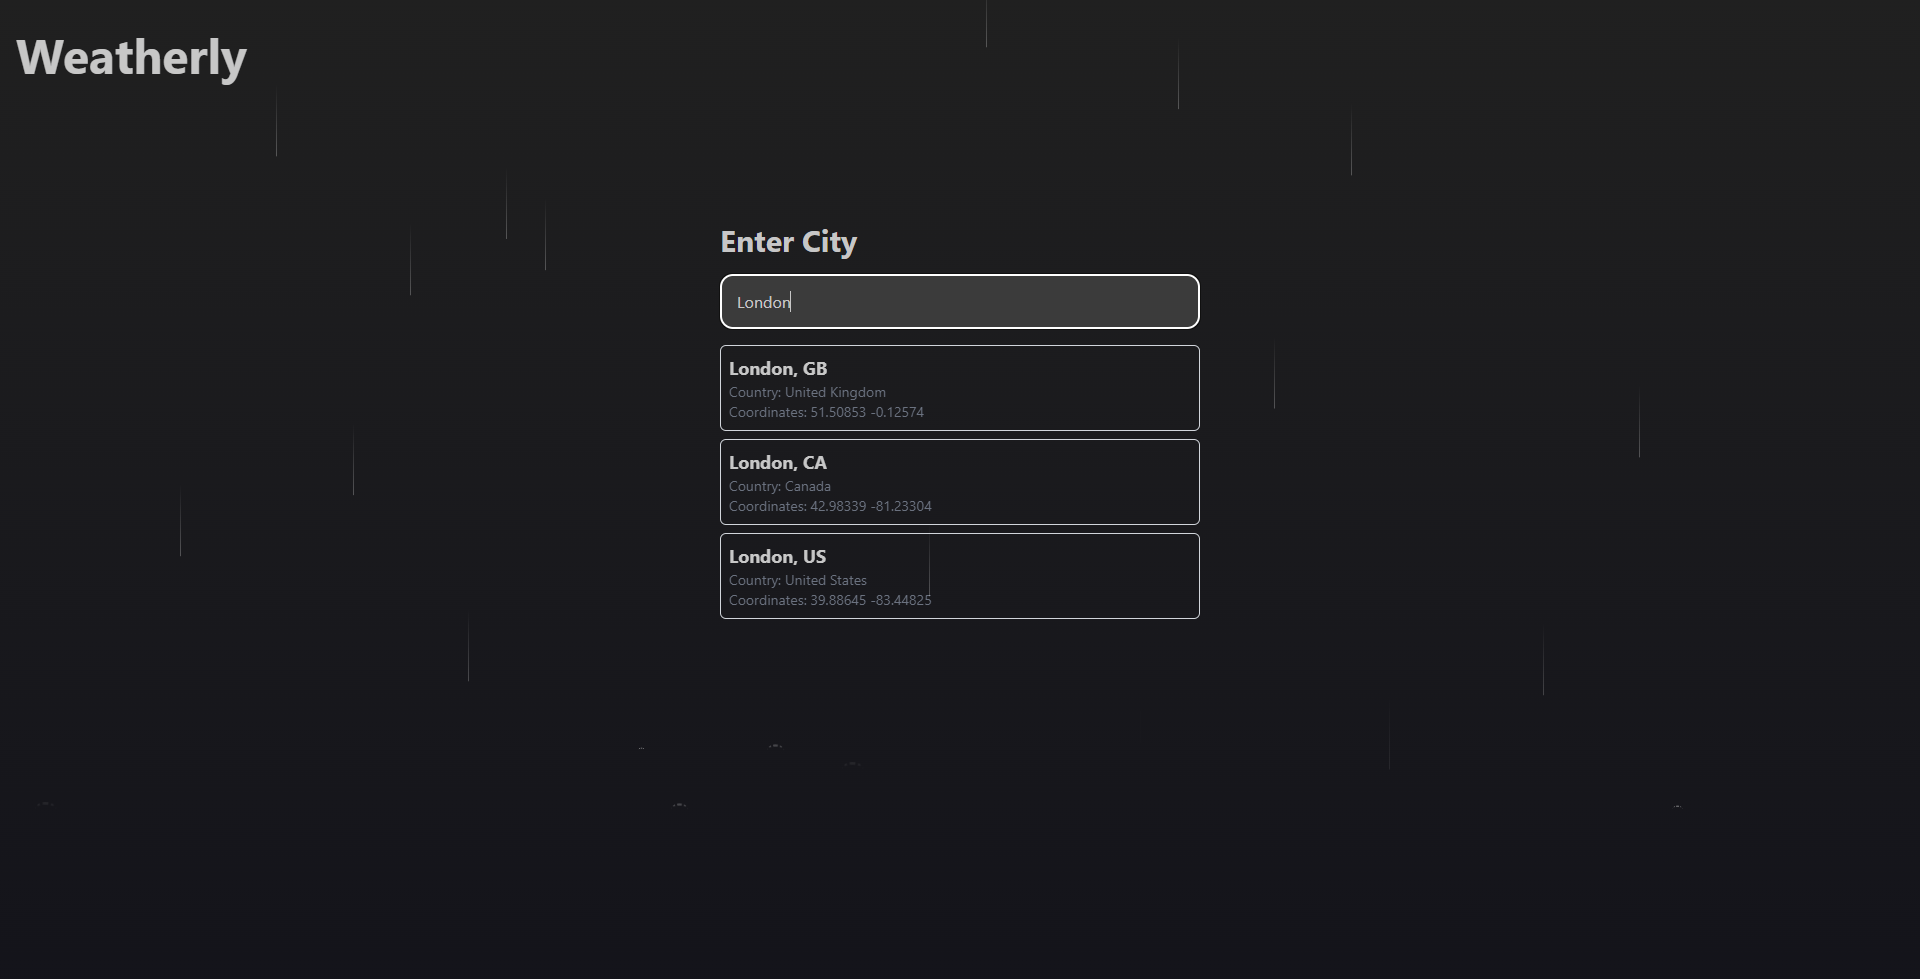 Weatherly
Enter City
London
London, GB
Country: United Kingdom
Coordinates: 51.50853 -0.12574
London, CA
Country: Canada
Coordinates: 42.98339 -81.23304
London, US
Country: United States
Coordinates: 39.88645 -83.44825